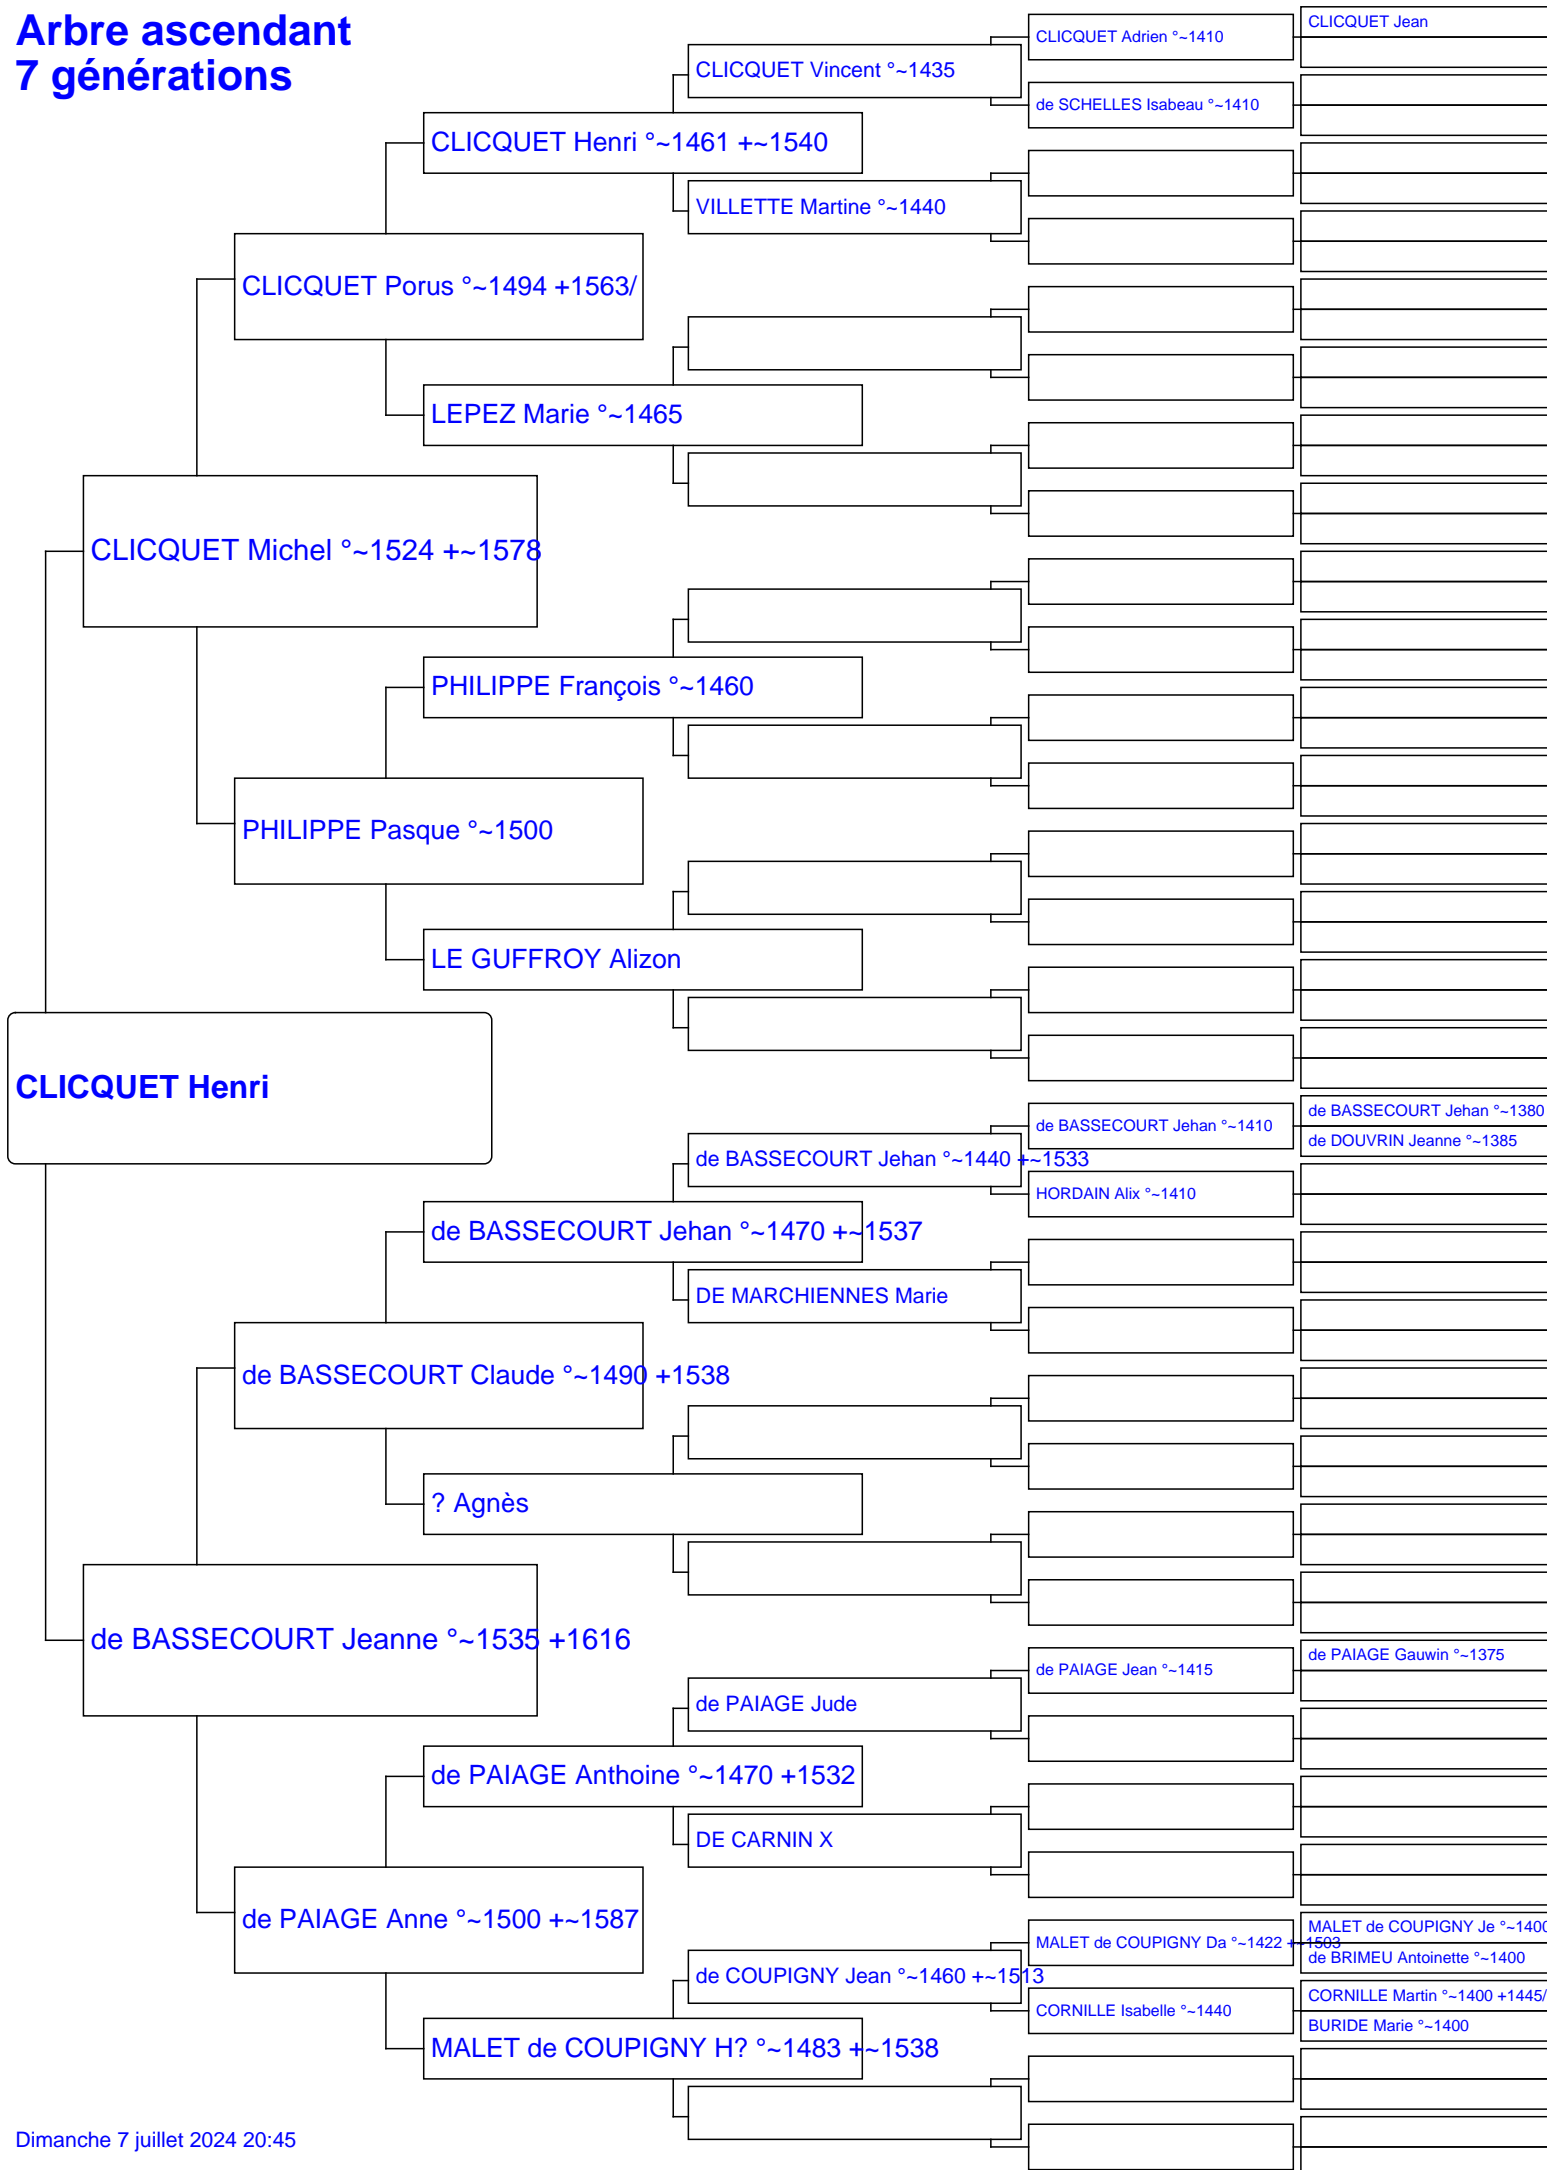 Arbre ascendant
7 générations
CLICQUET Jean
CLICQUET Adrien °~1410
CLICQUET Vincent °~1435
de SCHELLES Isabeau °~1410
CLICQUET Henri °~1461 +~1540
VILLETTE Martine °~1440
CLICQUET Porus °~1494 +1563/
LEPEZ Marie °~1465
CLICQUET Michel °~1524 +~1578
PHILIPPE François °~1460
PHILIPPE Pasque °~1500
LE GUFFROY Alizon
CLICQUET Henri
de BASSECOURT Jehan °~1380
de BASSECOURT Jehan °~1410
de DOUVRIN Jeanne °~1385
de BASSECOURT Jehan °~1440 +~1533
HORDAIN Alix °~1410
de BASSECOURT Jehan °~1470 +~1537
DE MARCHIENNES Marie
de BASSECOURT Claude °~1490 +1538
? Agnès
de BASSECOURT Jeanne °~1535 +1616
de PAIAGE Gauwin °~1375
de PAIAGE Jean °~1415
de PAIAGE Jude
de PAIAGE Anthoine °~1470 +1532
DE CARNIN X
de PAIAGE Anne °~1500 +~1587
MALET de COUPIGNY Je °~1400
MALET de COUPIGNY Da °~1422 +~1503
de BRIMEU Antoinette °~1400
de COUPIGNY Jean °~1460 +~1513
CORNILLE Martin °~1400 +1445/
CORNILLE Isabelle °~1440
BURIDE Marie °~1400
MALET de COUPIGNY H? °~1483 +~1538
Dimanche 7 juillet 2024 20:45